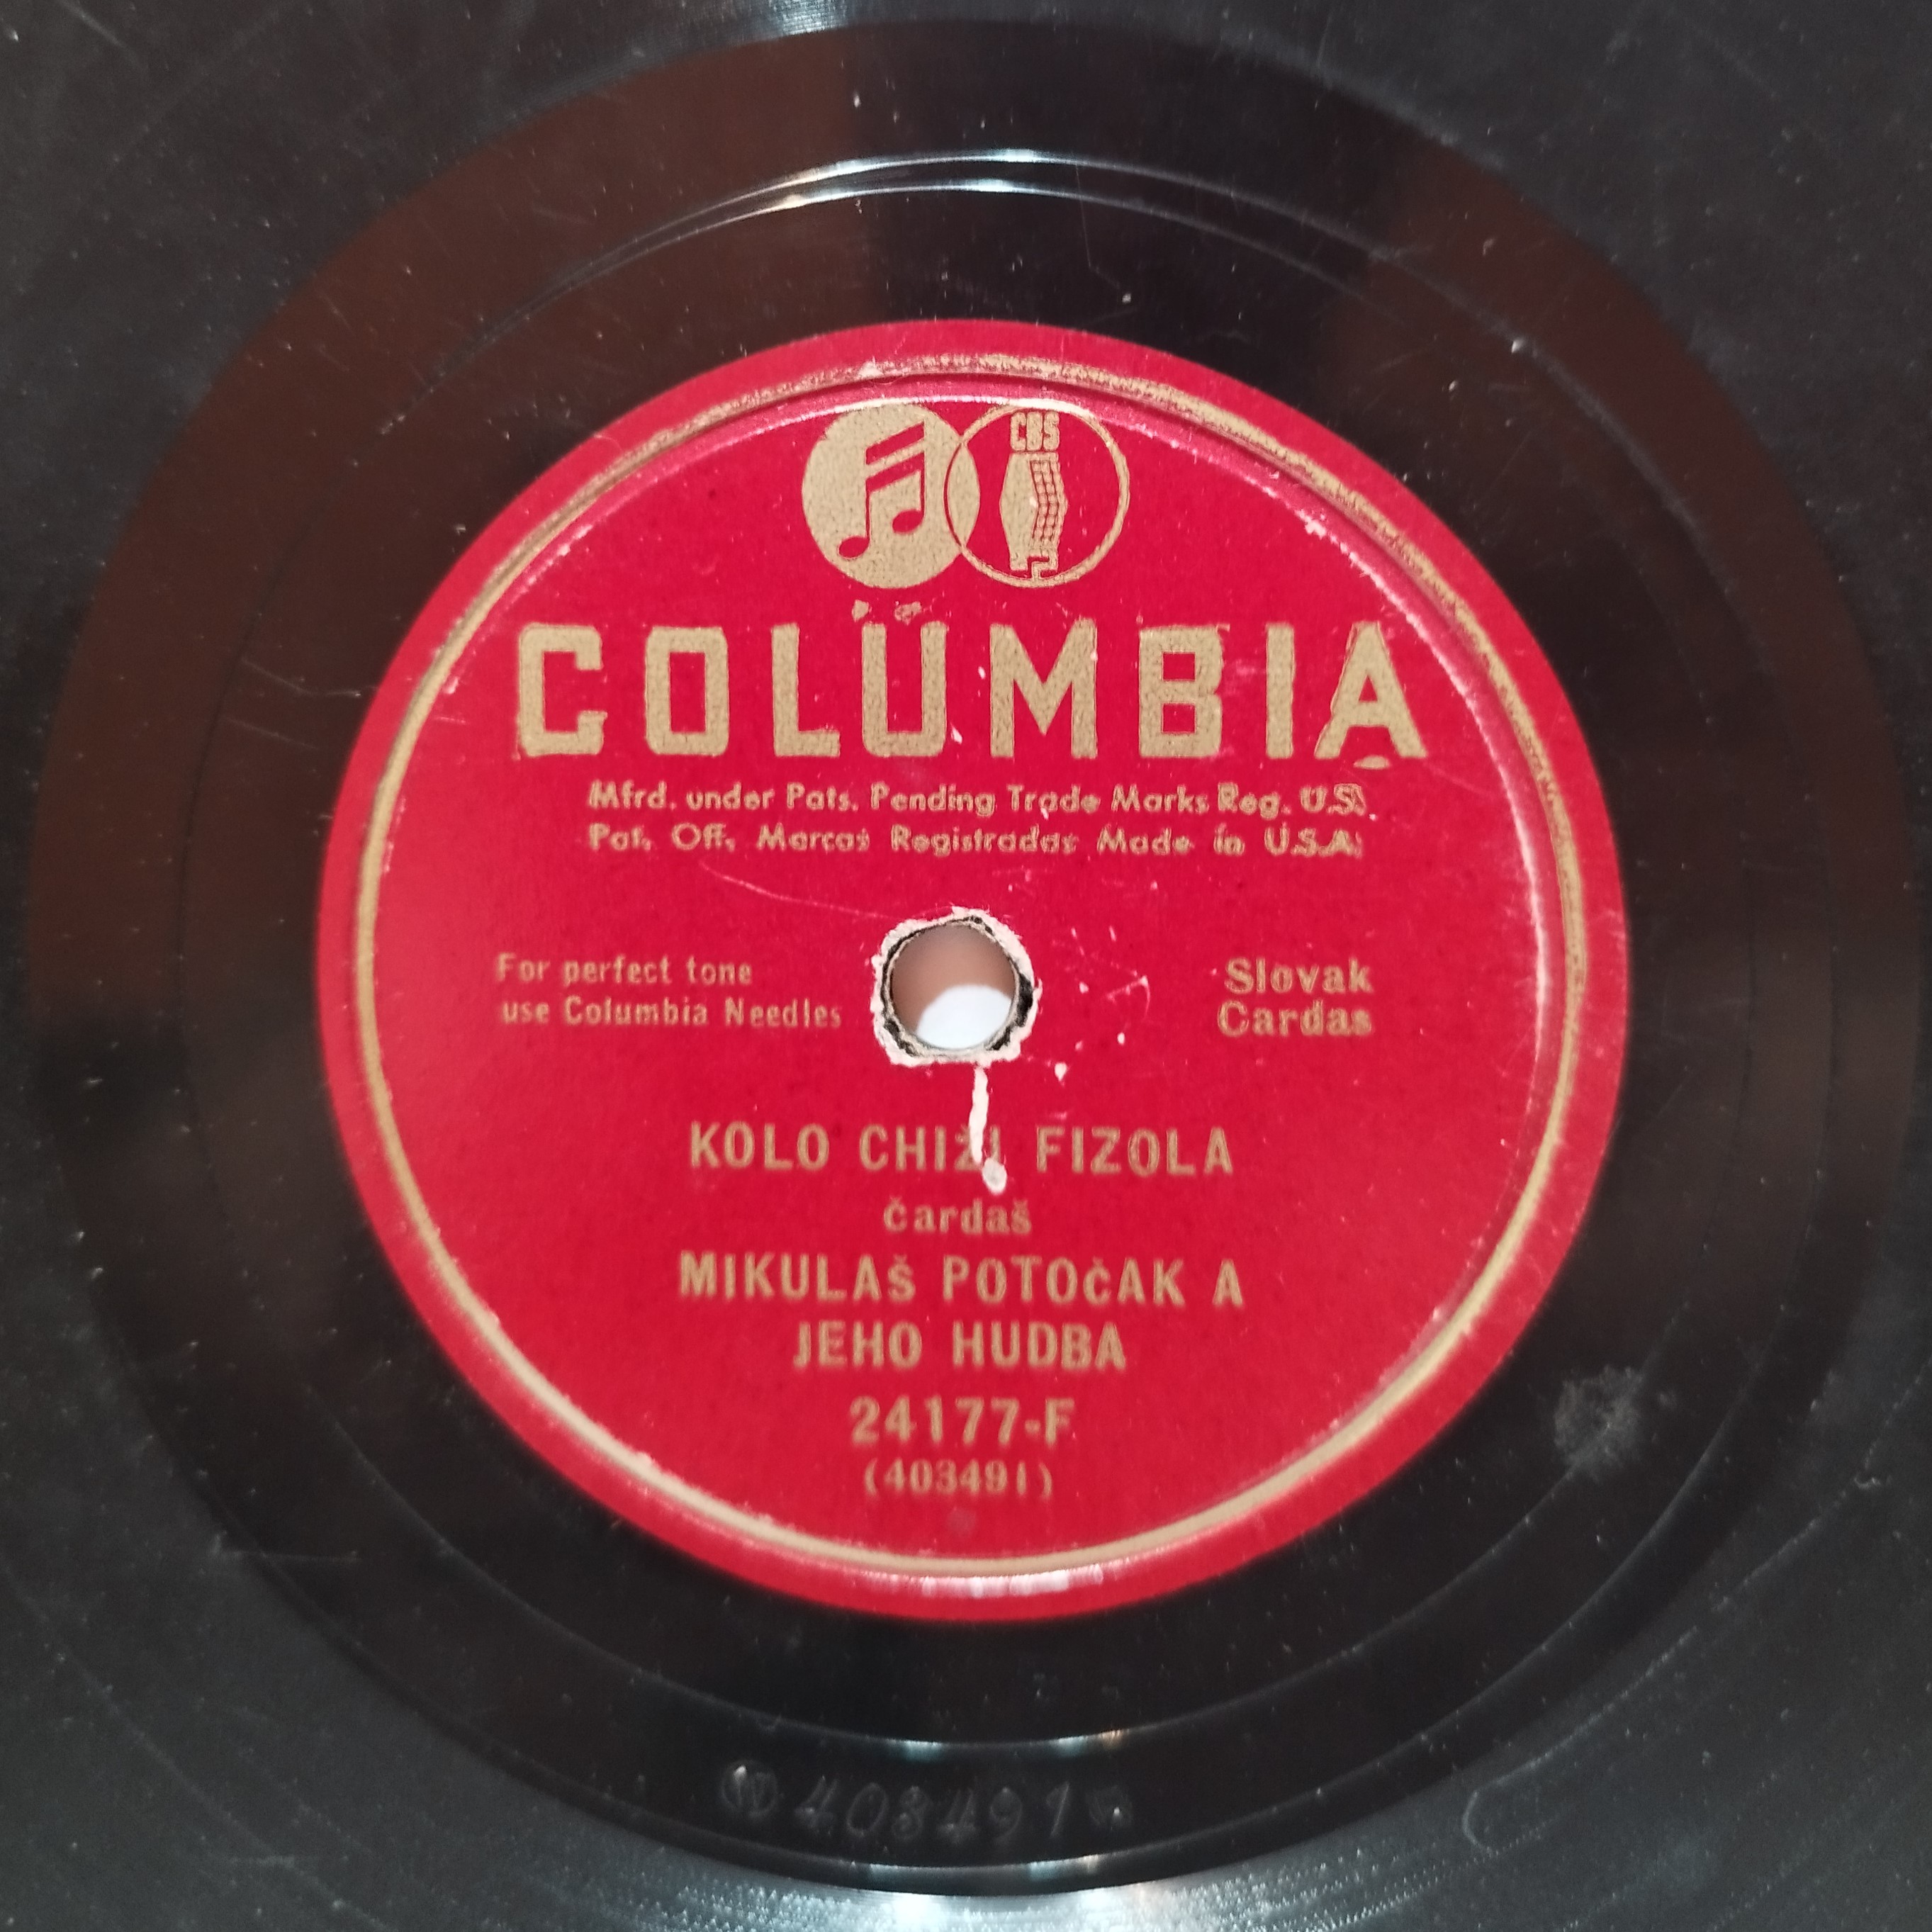 CBS
COLUMBIA
Mfrd. under Pats. Pending Trade Marks Reg. U.S.
Pat. Off. Marcas Registradas Made in U.S.A.
For perfect tone
use Columbia Needles
Slovak
Cardas
KOLO CHIŽI FIZOLA
čardaš
MIKULAŠ POTOČAK A
JEHO HUDBA
24177-F
(403491)
W 403491